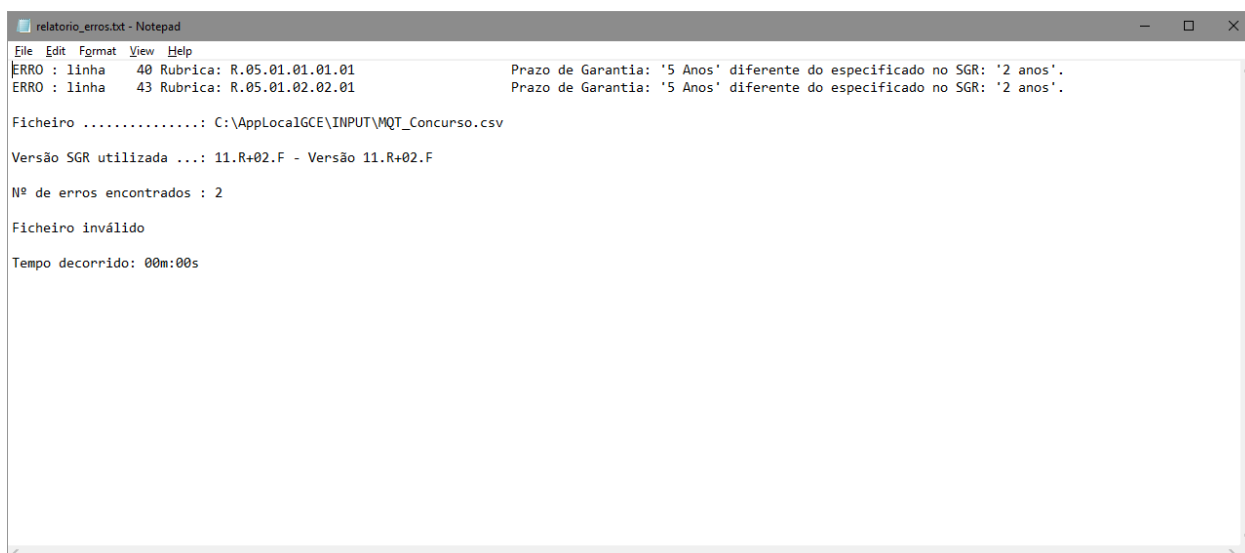 relatorio_erros.txt - Notepad
File Edit Format View Help
ERRO : linha    40 Rubrica: R.05.01.01.01.01                    Prazo de Garantia: '5 Anos' diferente do especificado no SGR: '2 anos'.
ERRO : linha    43 Rubrica: R.05.01.02.02.01                    Prazo de Garantia: '5 Anos' diferente do especificado no SGR: '2 anos'.
Ficheiro ...............: C:\AppLocalGCE\INPUT\MQT_Concurso.csv
Versão SGR utilizada ...: 11.R+02.F - Versão 11.R+02.F
Nº de erros encontrados : 2
Ficheiro inválido
Tempo decorrido: 00m:00s